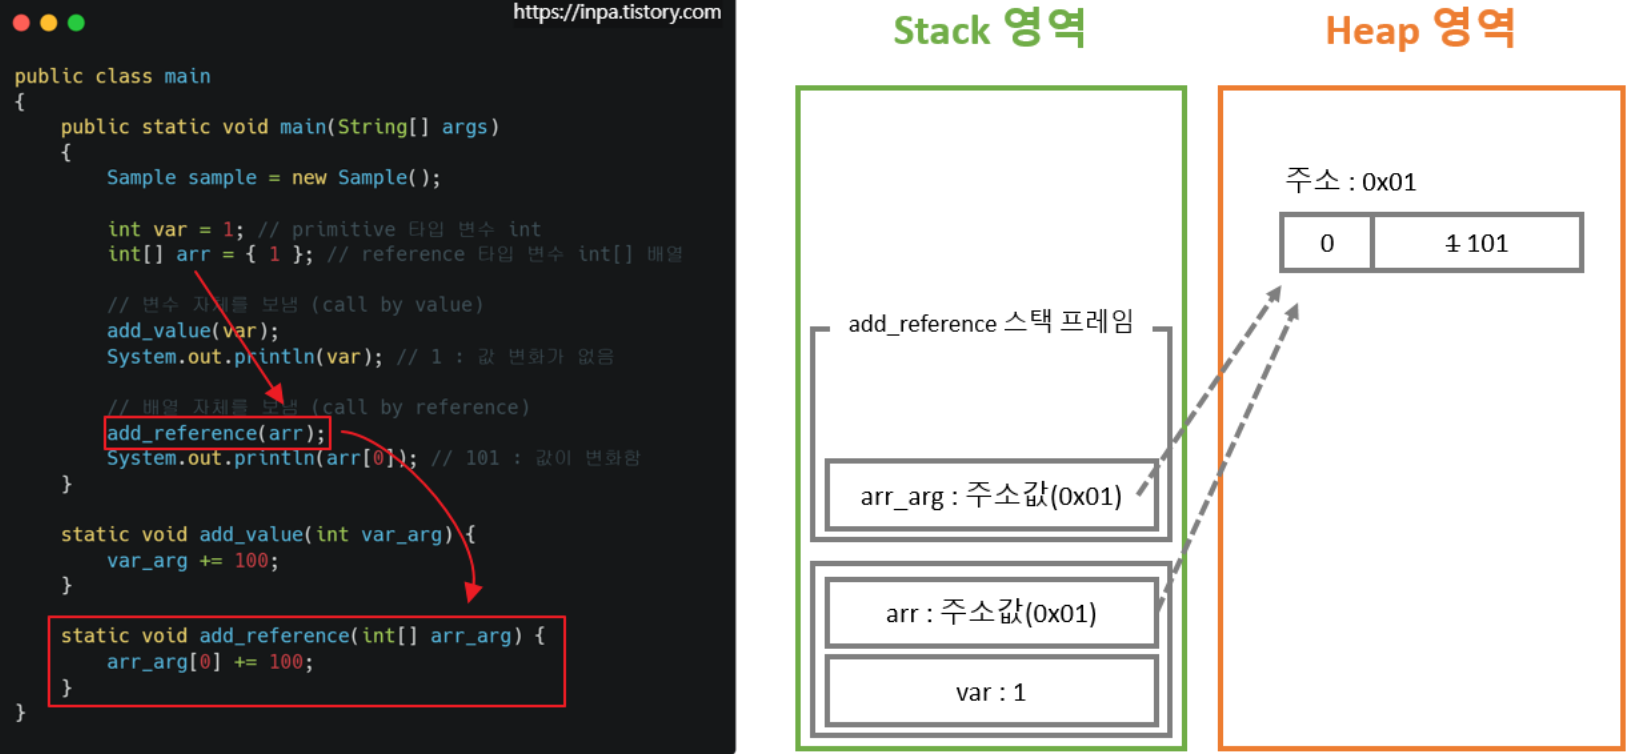 https://inpa.tistory.com
public class main
{
public static void main(String[] args)
{
Sample sample = new Sample();
int var = 1; // primitive 타입 변수 int
int[] arr = { 1 }; // reference 타입 변수 int[] 배열
// 변수 자체를 보냄 (call by value)
add_value(var);
System.out.println(var); // 1 : 값 변화가 없음
// 배열 자체를 보냄 (call by reference)
add_reference(arr);
System.out.println(arr[0]); // 101 : 값이 변화함
}
static void add_value(int var_arg) {
var_arg += 100;
}
static void add_reference(int[] arr_arg) {
arr_arg[0] += 100;
}
}
Stack 영역
add_reference 스택 프레임
arr_arg : 주소값(0x01)
arr : 주소값(0x01)
var : 1
Heap 영역
주소 : 0x01
0
1 101